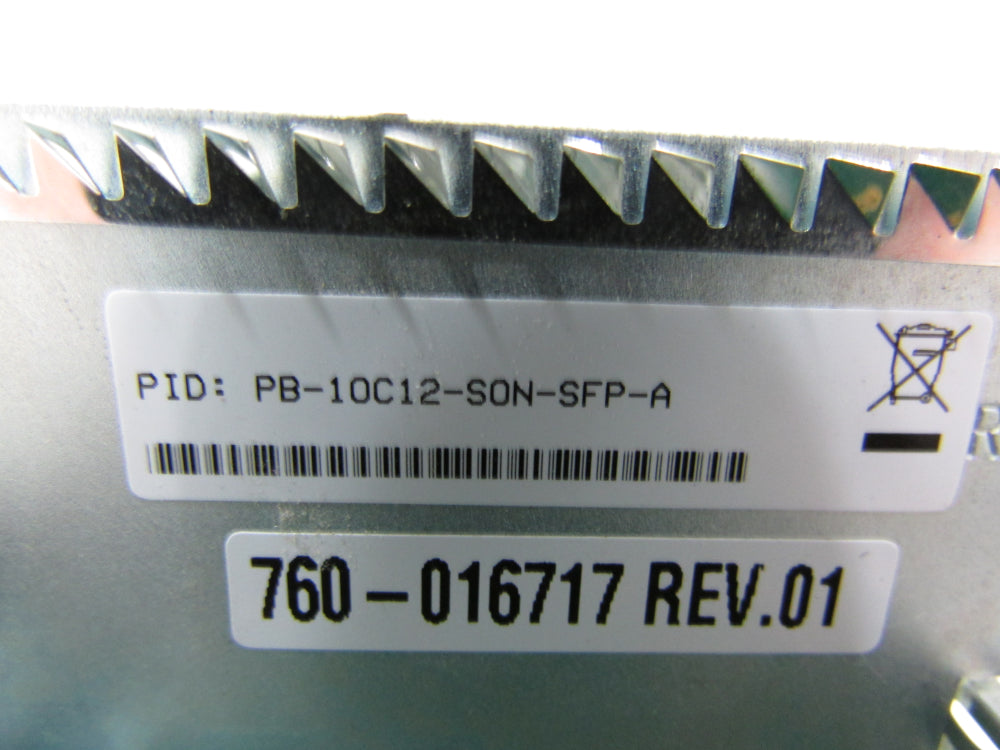 PID: PB-1OC12-SON-SFP-A
760-016717 REV.01